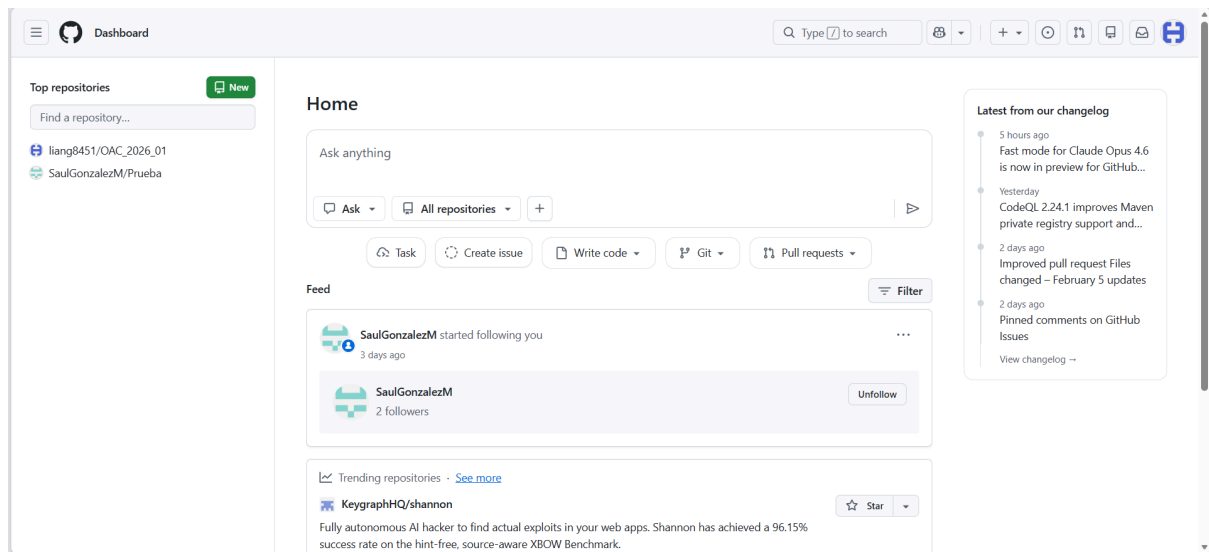 Dashboard
Type / to search
Top repositories
New
Find a repository...
liang8451/OAC_2026_01
SaulGonzalezM/Prueba
Home
Ask anything
Ask
All repositories
Task
Create issue
Write code
Git
Pull requests
Feed
Filter
SaulGonzalezM started following you
3 days ago
SaulGonzalezM
2 followers
Unfollow
Trending repositories · See more
KeygraphHQ/shannon
Star
Fully autonomous AI hacker to find actual exploits in your web apps. Shannon has achieved a 96.15%
success rate on the hint-free, source-aware XBOW Benchmark.
Latest from our changelog
5 hours ago
Fast mode for Claude Opus 4.6
is now in preview for GitHub...
Yesterday
CodeQL 2.24.1 improves Maven
private registry support and...
2 days ago
Improved pull request Files
changed – February 5 updates
2 days ago
Pinned comments on GitHub
Issues
View changelog →